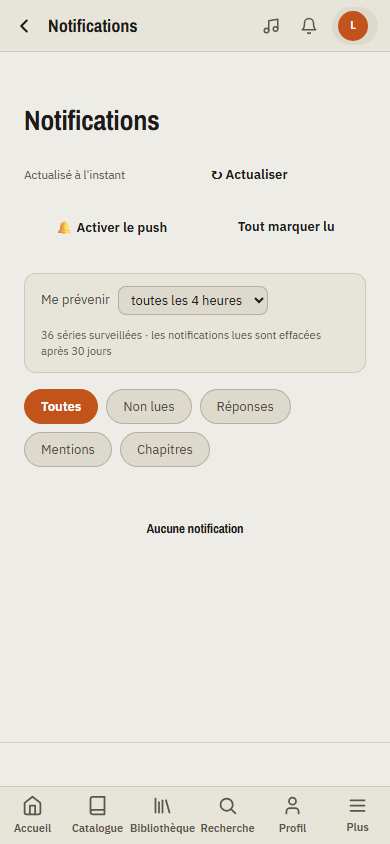 Notifications
L
Notifications
Actualisé à l'instant
↻ Actualiser
🔔 Activer le push
Tout marquer lu
Me prévenir toutes les 4 heures
36 séries surveillées · les notifications lues sont effacées
après 30 jours
Toutes Non lues Réponses
Mentions Chapitres
Aucune notification
Accueil Catalogue Bibliothèque Recherche Profil Plus